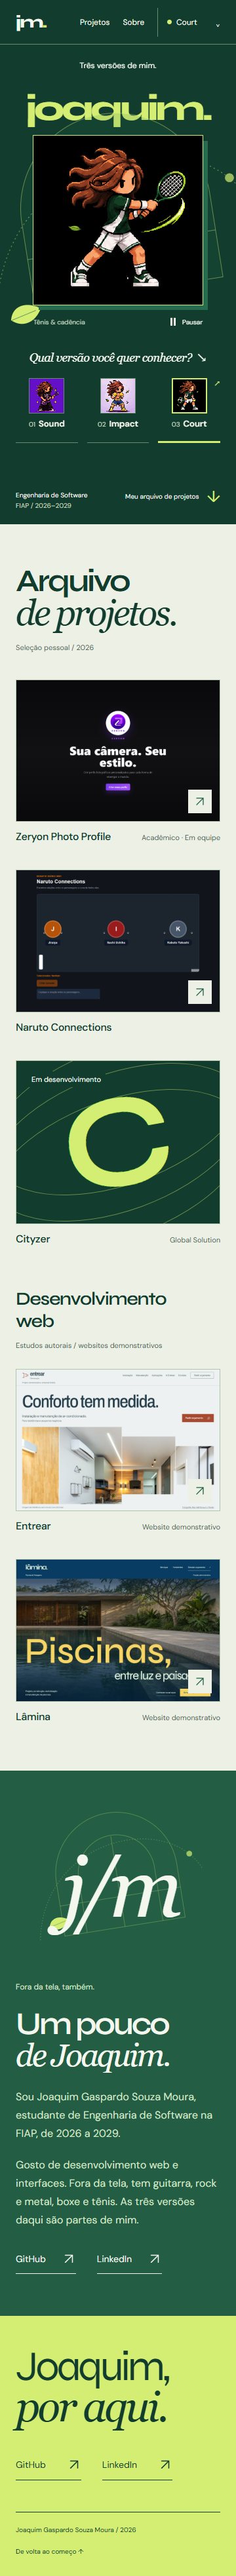 jm.
Projetos Sobre Court
Três versões de mim.
joaquim.
Tênis & cadência Pausar
Qual versão você quer conhecer? ↘
01 Sound 02 Impact 03 Court
Engenharia de Software
FIAP / 2026–2029
Meu arquivo de projetos
Arquivo
de projetos.
Seleção pessoal / 2026
Sua câmera. Seu
estilo.
Zeryon Photo Profile Acadêmico · Em equipe
Naruto Connections
J I K
Naruto Connections
Em desenvolvimento
C
Cityzer Global Solution
Desenvolvimento
web
Estudos autorais / websites demonstrativos
entrear
Conforto tem medida.
Entrear Website demonstrativo
lâmina.
Piscinas,
entre luz e
Lâmina Website demonstrativo
j/m
Fora da tela, também.
Um pouco
de Joaquim.
Sou Joaquim Gaspardo Souza Moura,
estudante de Engenharia de Software na
FIAP, de 2026 a 2029.
Gosto de desenvolvimento web e
interfaces. Fora da tela, tem guitarra, rock
e metal, boxe e tênis. As três versões
daqui são partes de mim.
GitHub LinkedIn
Joaquim,
por aqui.
GitHub LinkedIn
Joaquim Gaspardo Souza Moura / 2026
De volta ao começo ↑